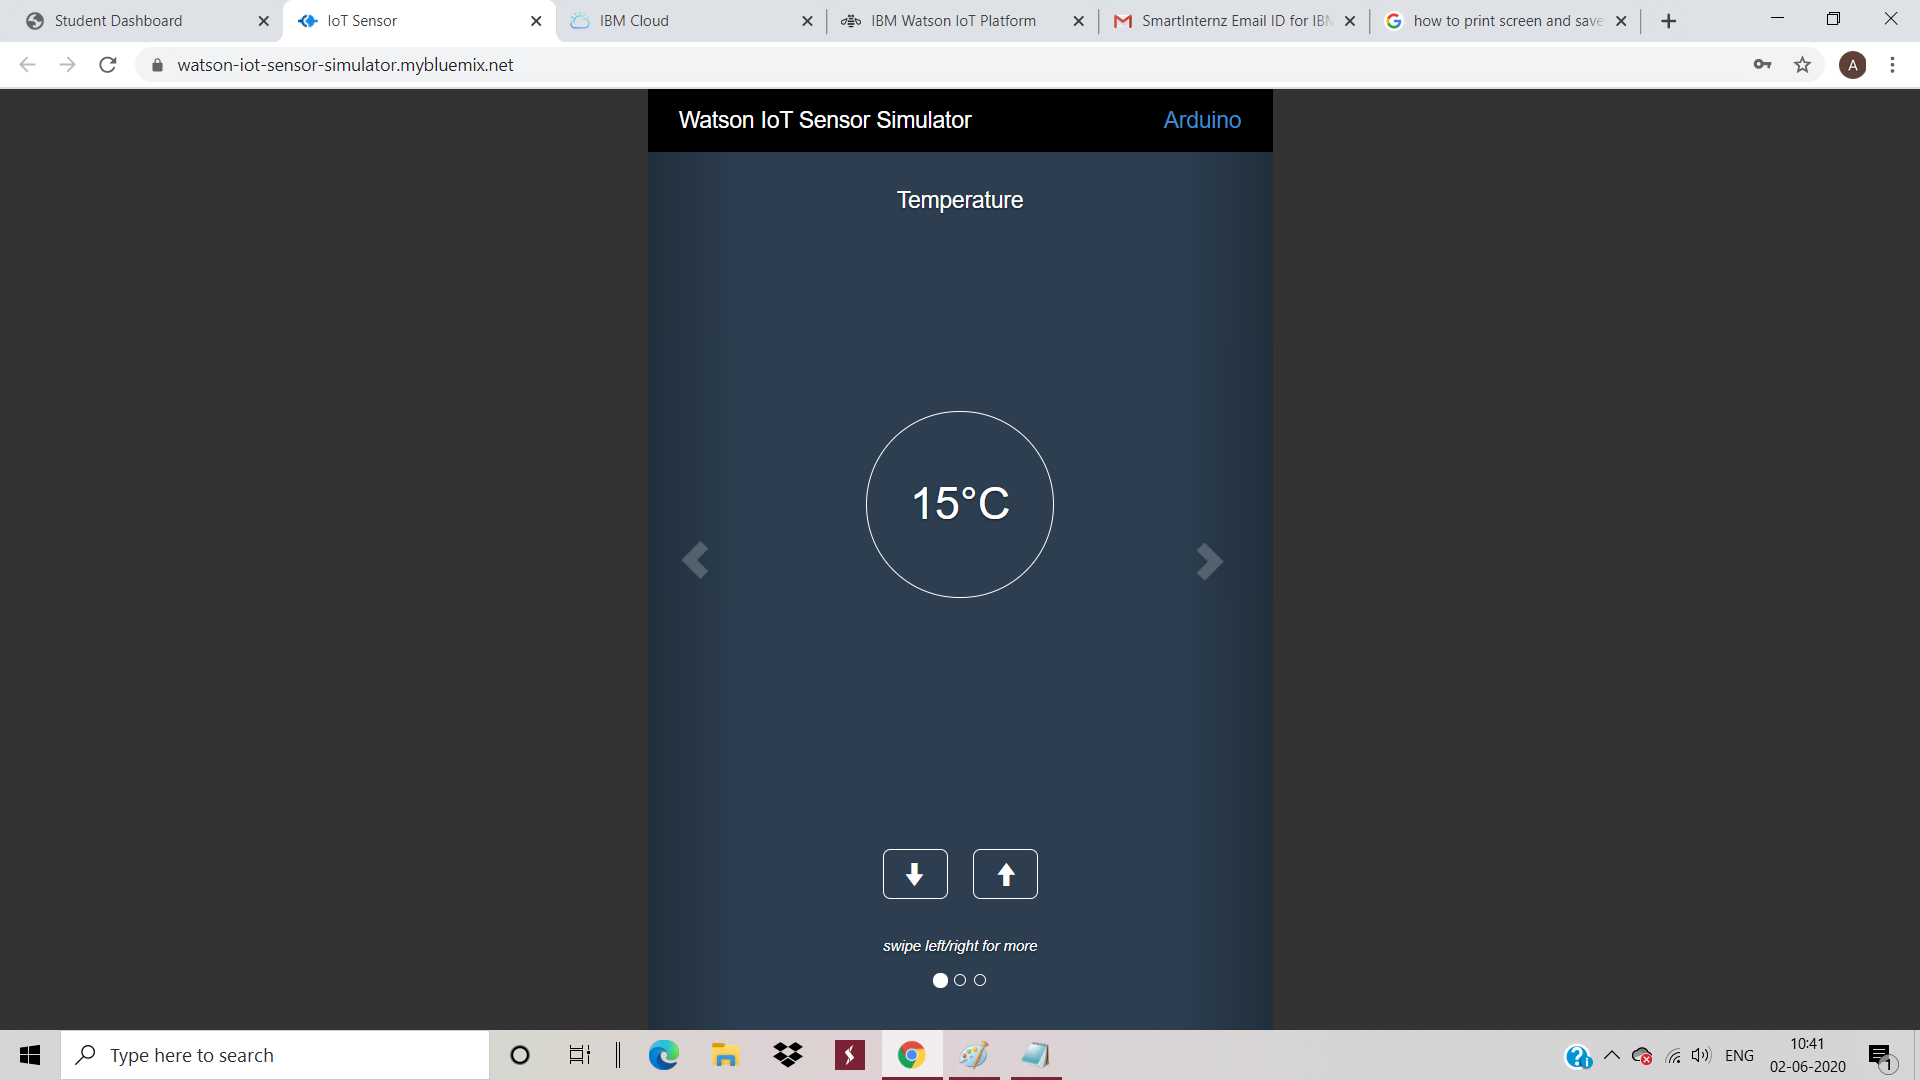 Student Dashboard
IoT Sensor
IBM Cloud
IBM Watson IoT Platform
SmartInternz Email ID for IBM
how to print screen and save
watson-iot-sensor-simulator.mybluemix.net
A
Watson IoT Sensor Simulator
Arduino
Temperature
15°C
swipe left/right for more
Type here to search
ENG
10:41
02-06-2020
1